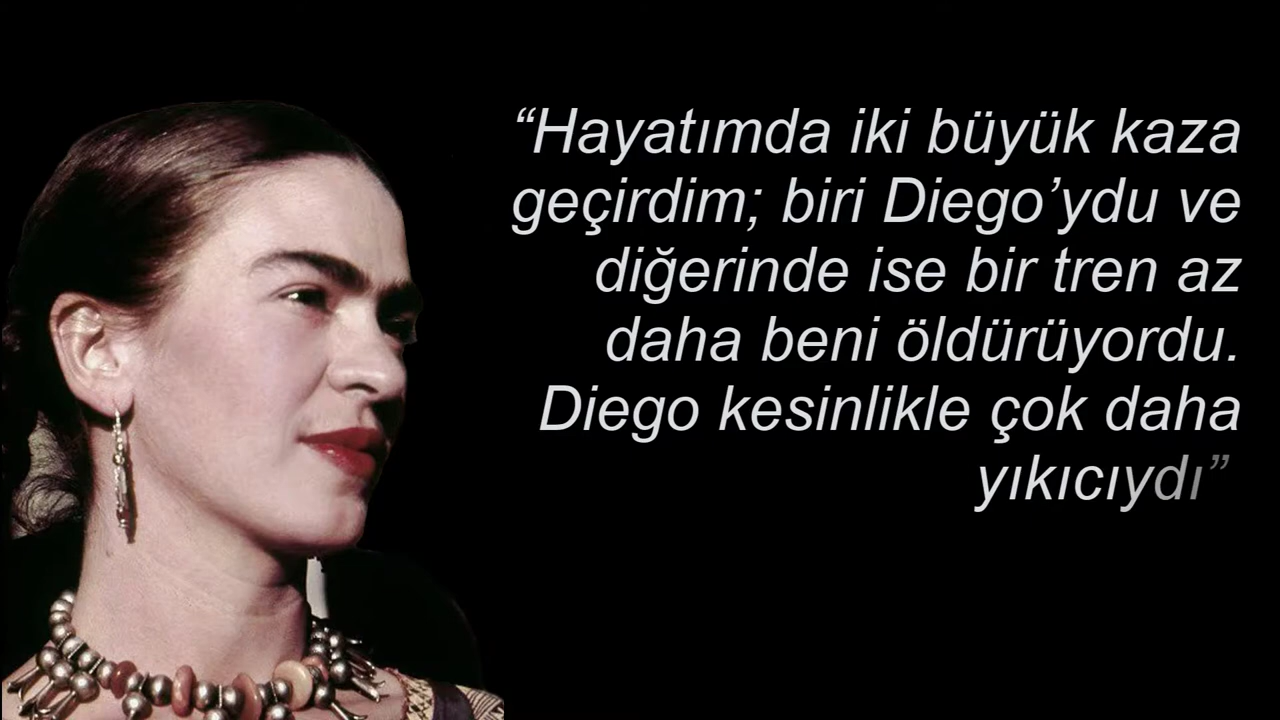 “Hayatımda iki büyük kaza
geçirdim; biri Diego’ydu ve
diğerinde ise bir tren az
daha beni öldürüyordu.
Diego kesinlikle çok daha
yıkıcıydı”